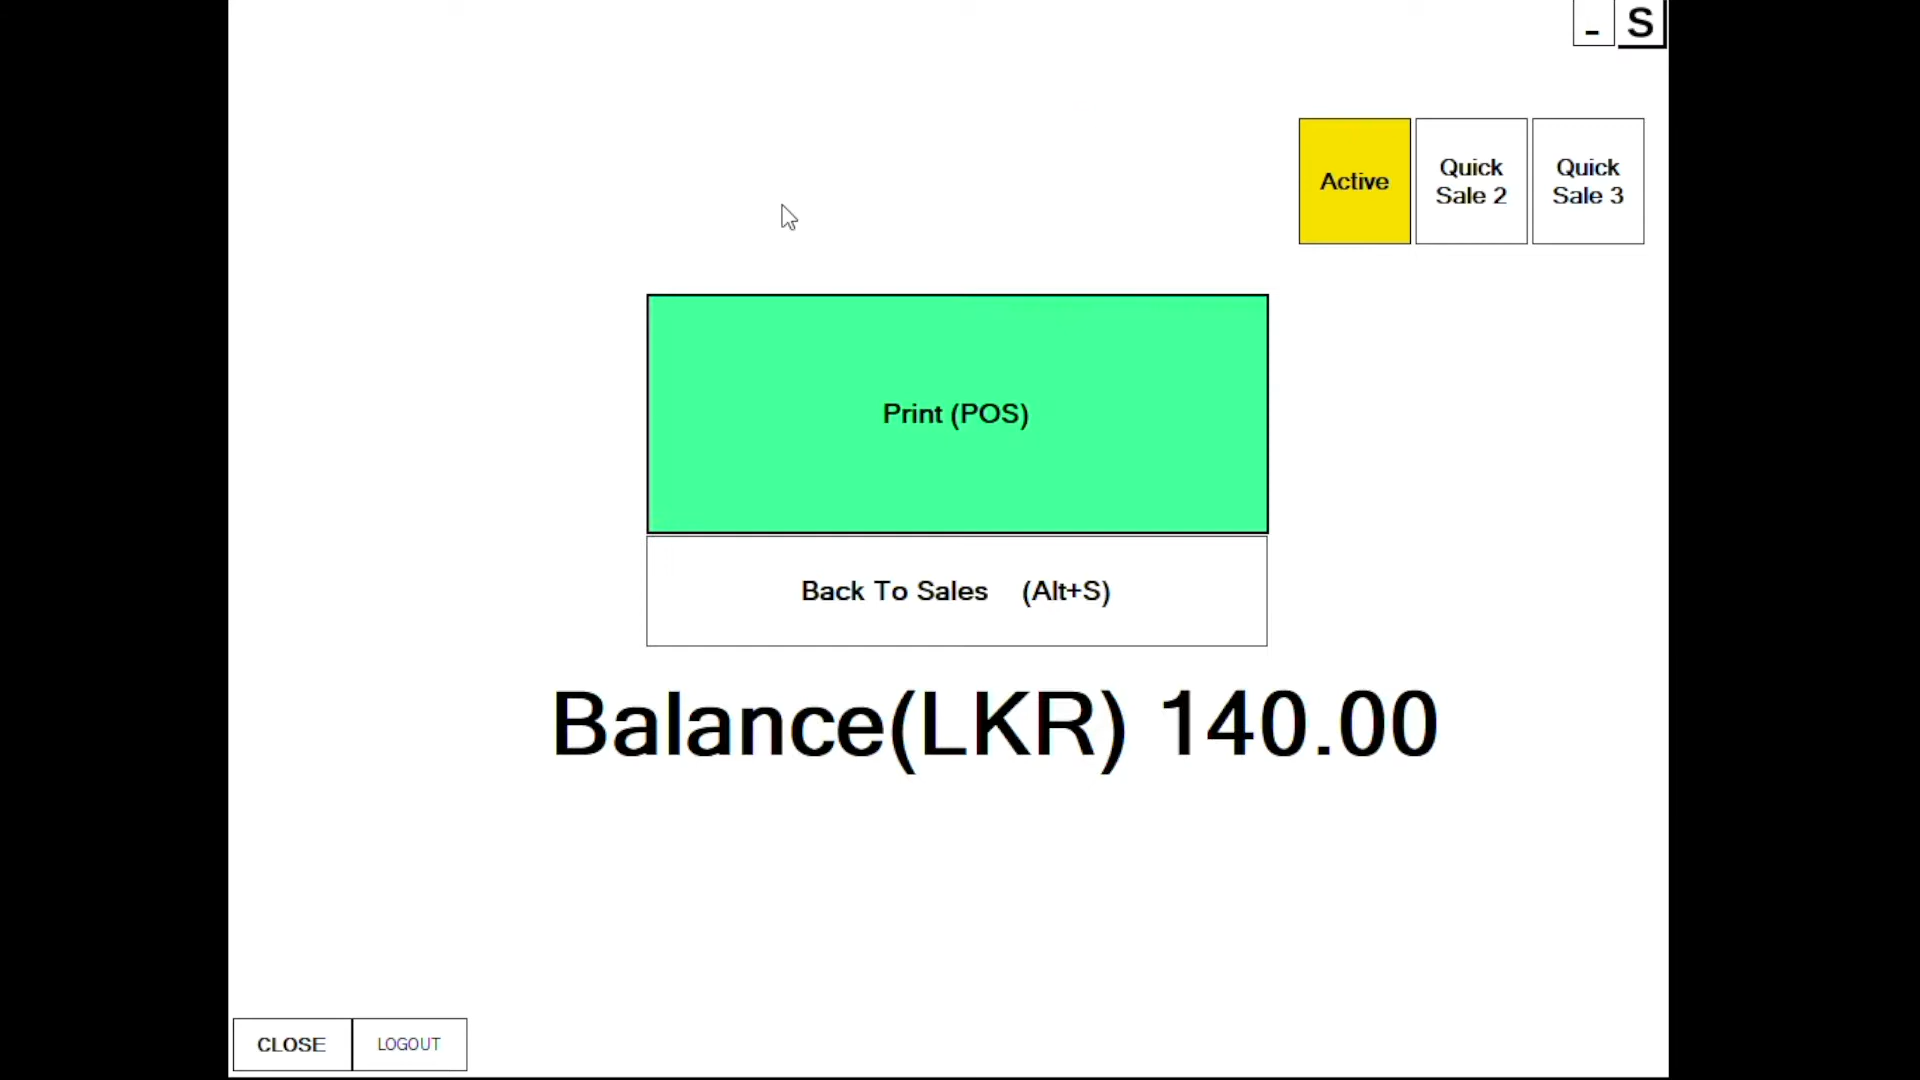 - S
Active
Quick
Sale 2
Quick
Sale 3
Print (POS)
Back To Sales (Alt+S)
Balance(LKR) 140.00
CLOSE
LOGOUT